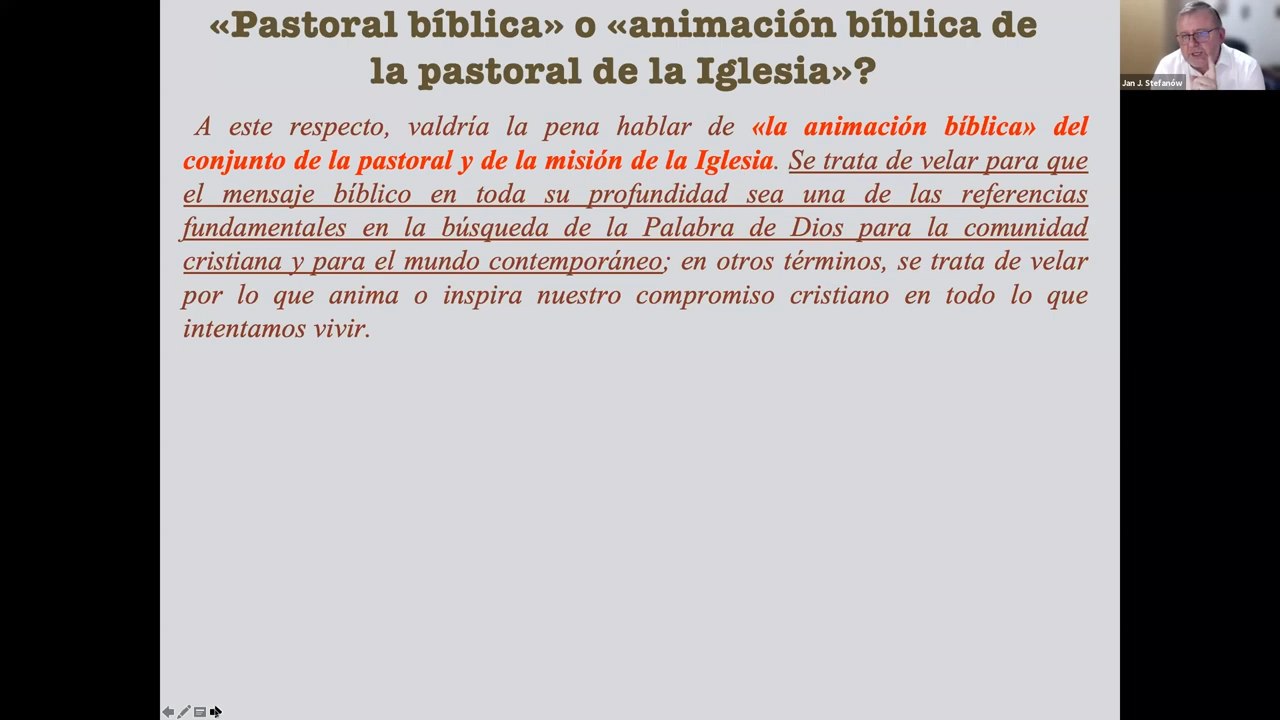 «Pastoral bíblica» o «animación bíblica de
la pastoral de la Iglesia»?
A este respecto, valdría la pena hablar de «la animación bíblica» del
conjunto de la pastoral y de la misión de la Iglesia. Se trata de velar para que
el mensaje bíblico en toda su profundidad sea una de las referencias
fundamentales en la búsqueda de la Palabra de Dios para la comunidad
cristiana y para el mundo contemporáneo; en otros términos, se trata de velar
por lo que anima o inspira nuestro compromiso cristiano en todo lo que
intentamos vivir.
Jan J. Stefanów